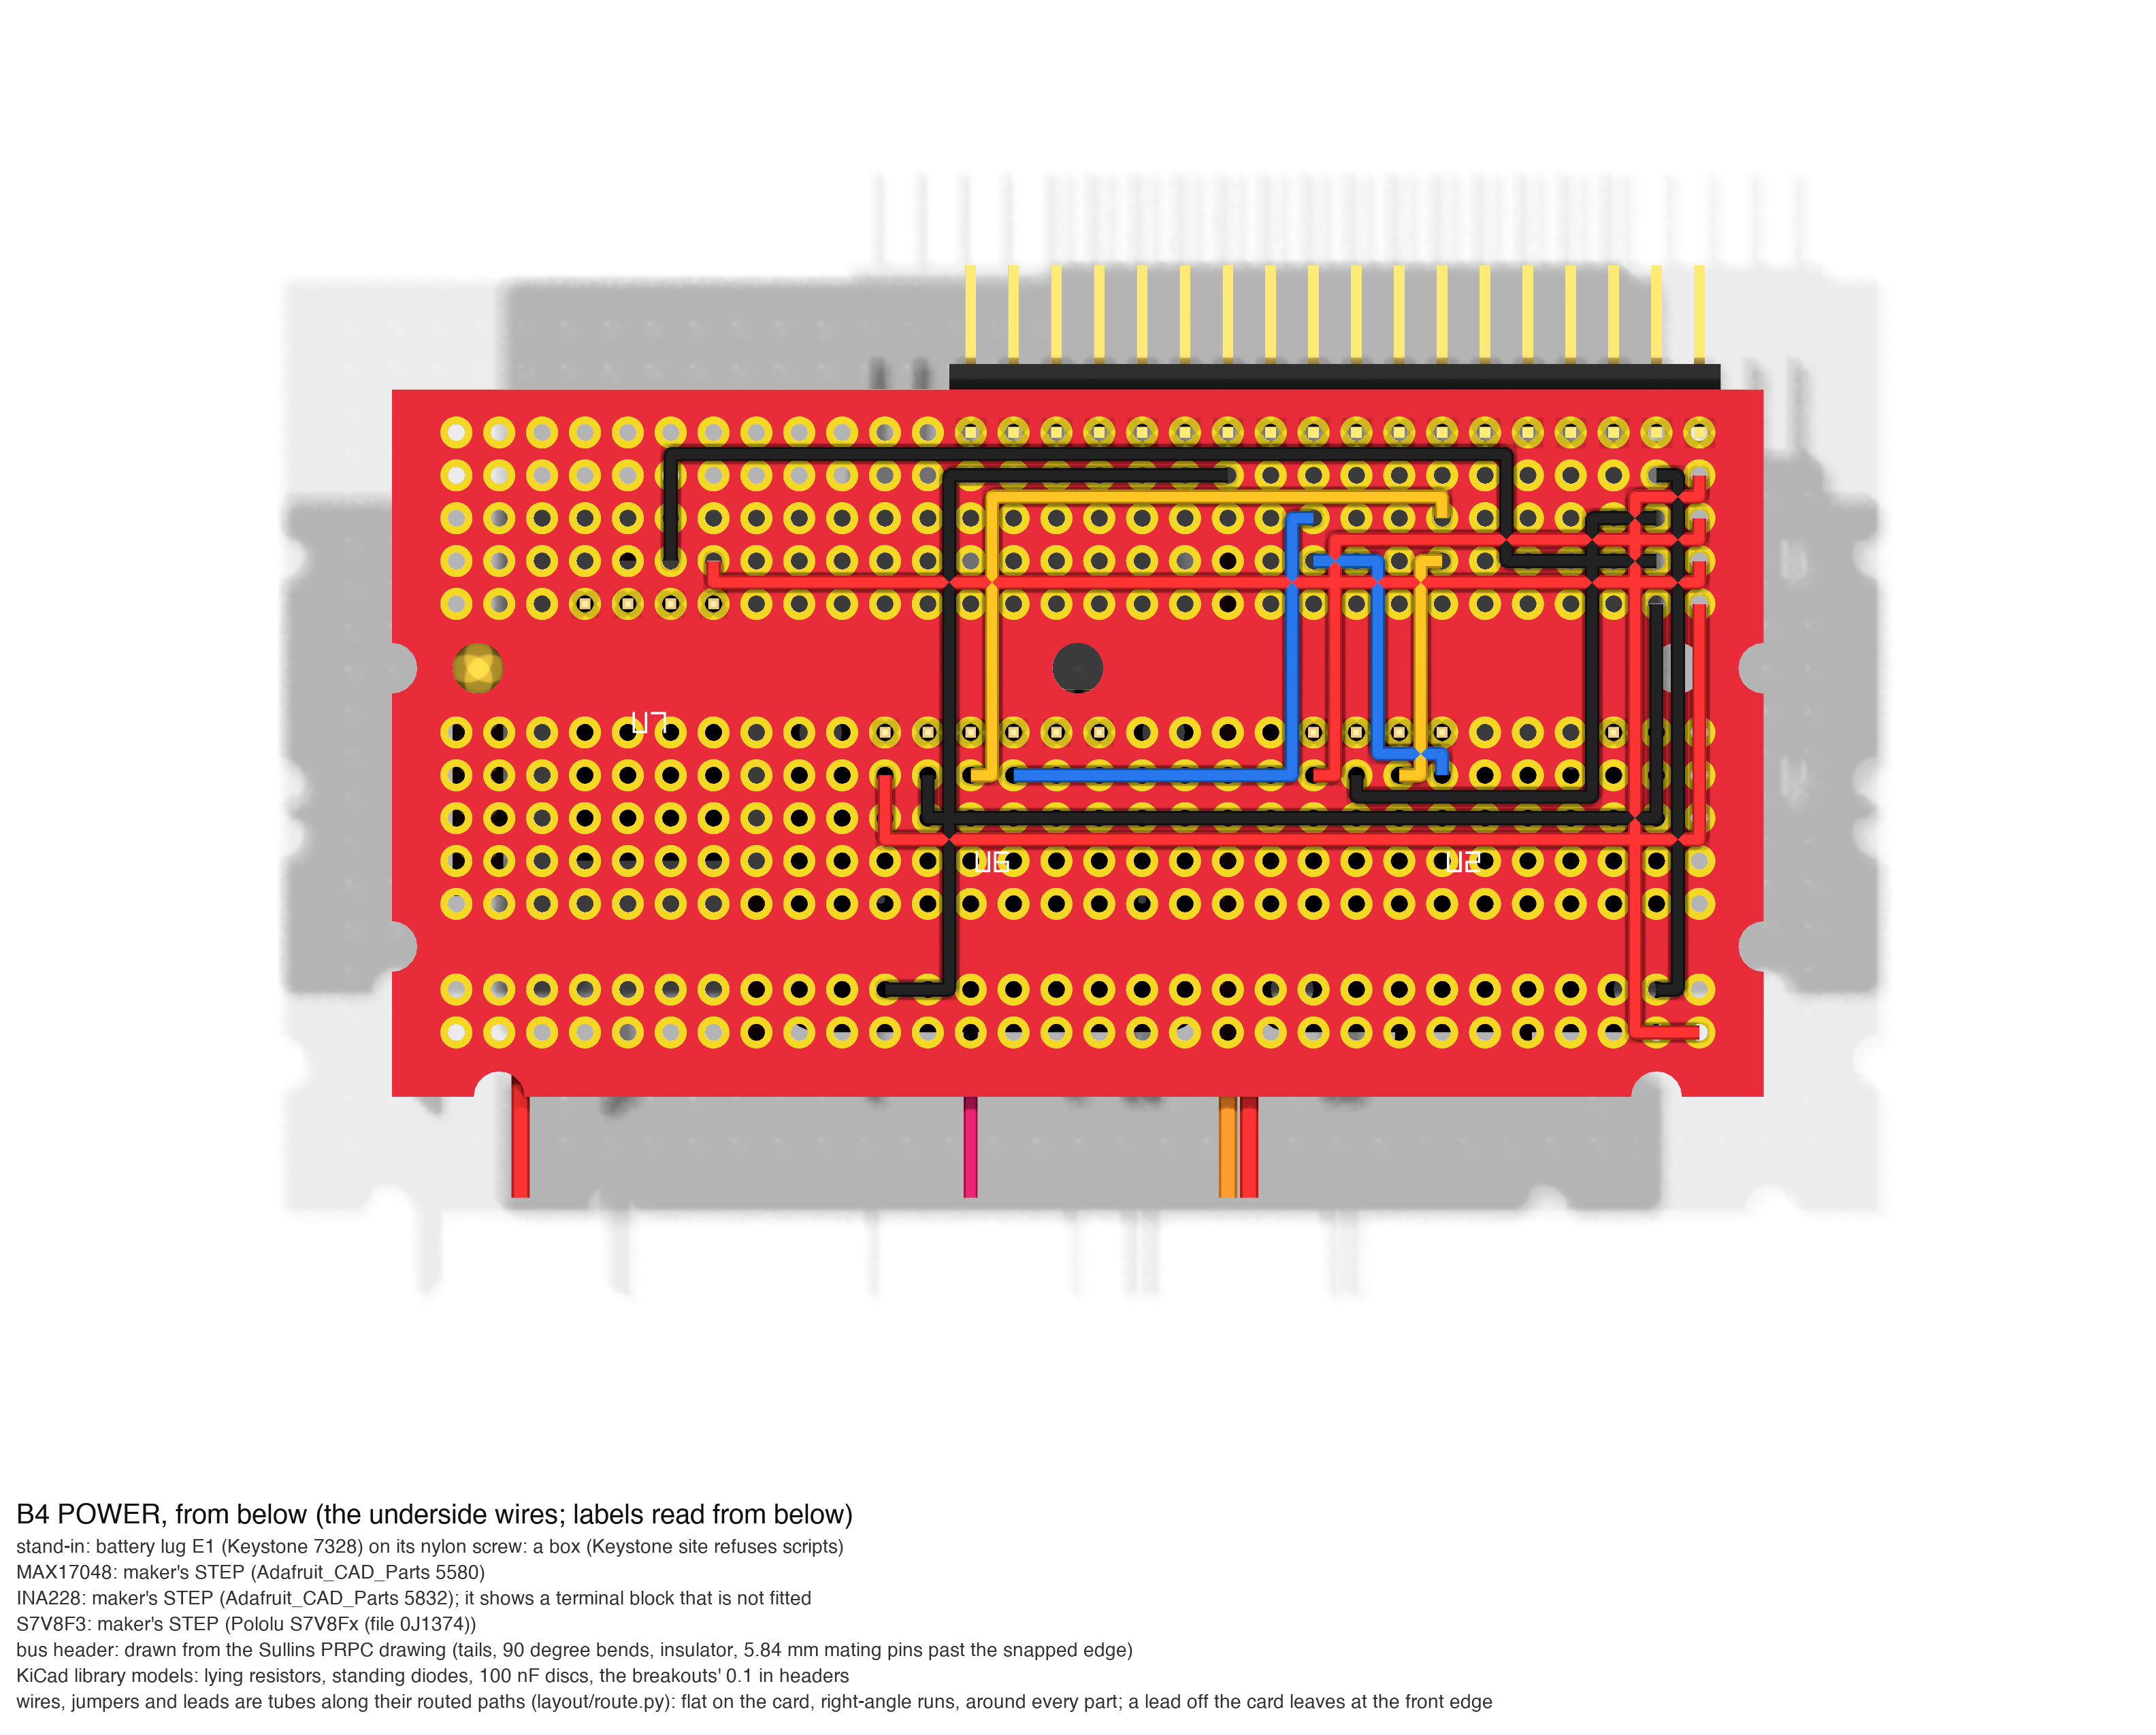 U7
U6
U2
B4 POWER, from below (the underside wires; labels read from below)
stand-in: battery lug E1 (Keystone 7328) on its nylon screw: a box (Keystone site refuses scripts)
MAX17048: maker's STEP (Adafruit_CAD_Parts 5580)
INA228: maker's STEP (Adafruit_CAD_Parts 5832); it shows a terminal block that is not fitted
S7V8F3: maker's STEP (Pololu S7V8Fx (file 0J1374))
bus header: drawn from the Sullins PRPC drawing (tails, 90 degree bends, insulator, 5.84 mm mating pins past the snapped edge)
KiCad library models: lying resistors, standing diodes, 100 nF discs, the breakouts' 0.1 in headers
wires, jumpers and leads are tubes along their routed paths (layout/route.py): flat on the card, right-angle runs, around every part; a lead off the card leaves at the front edge